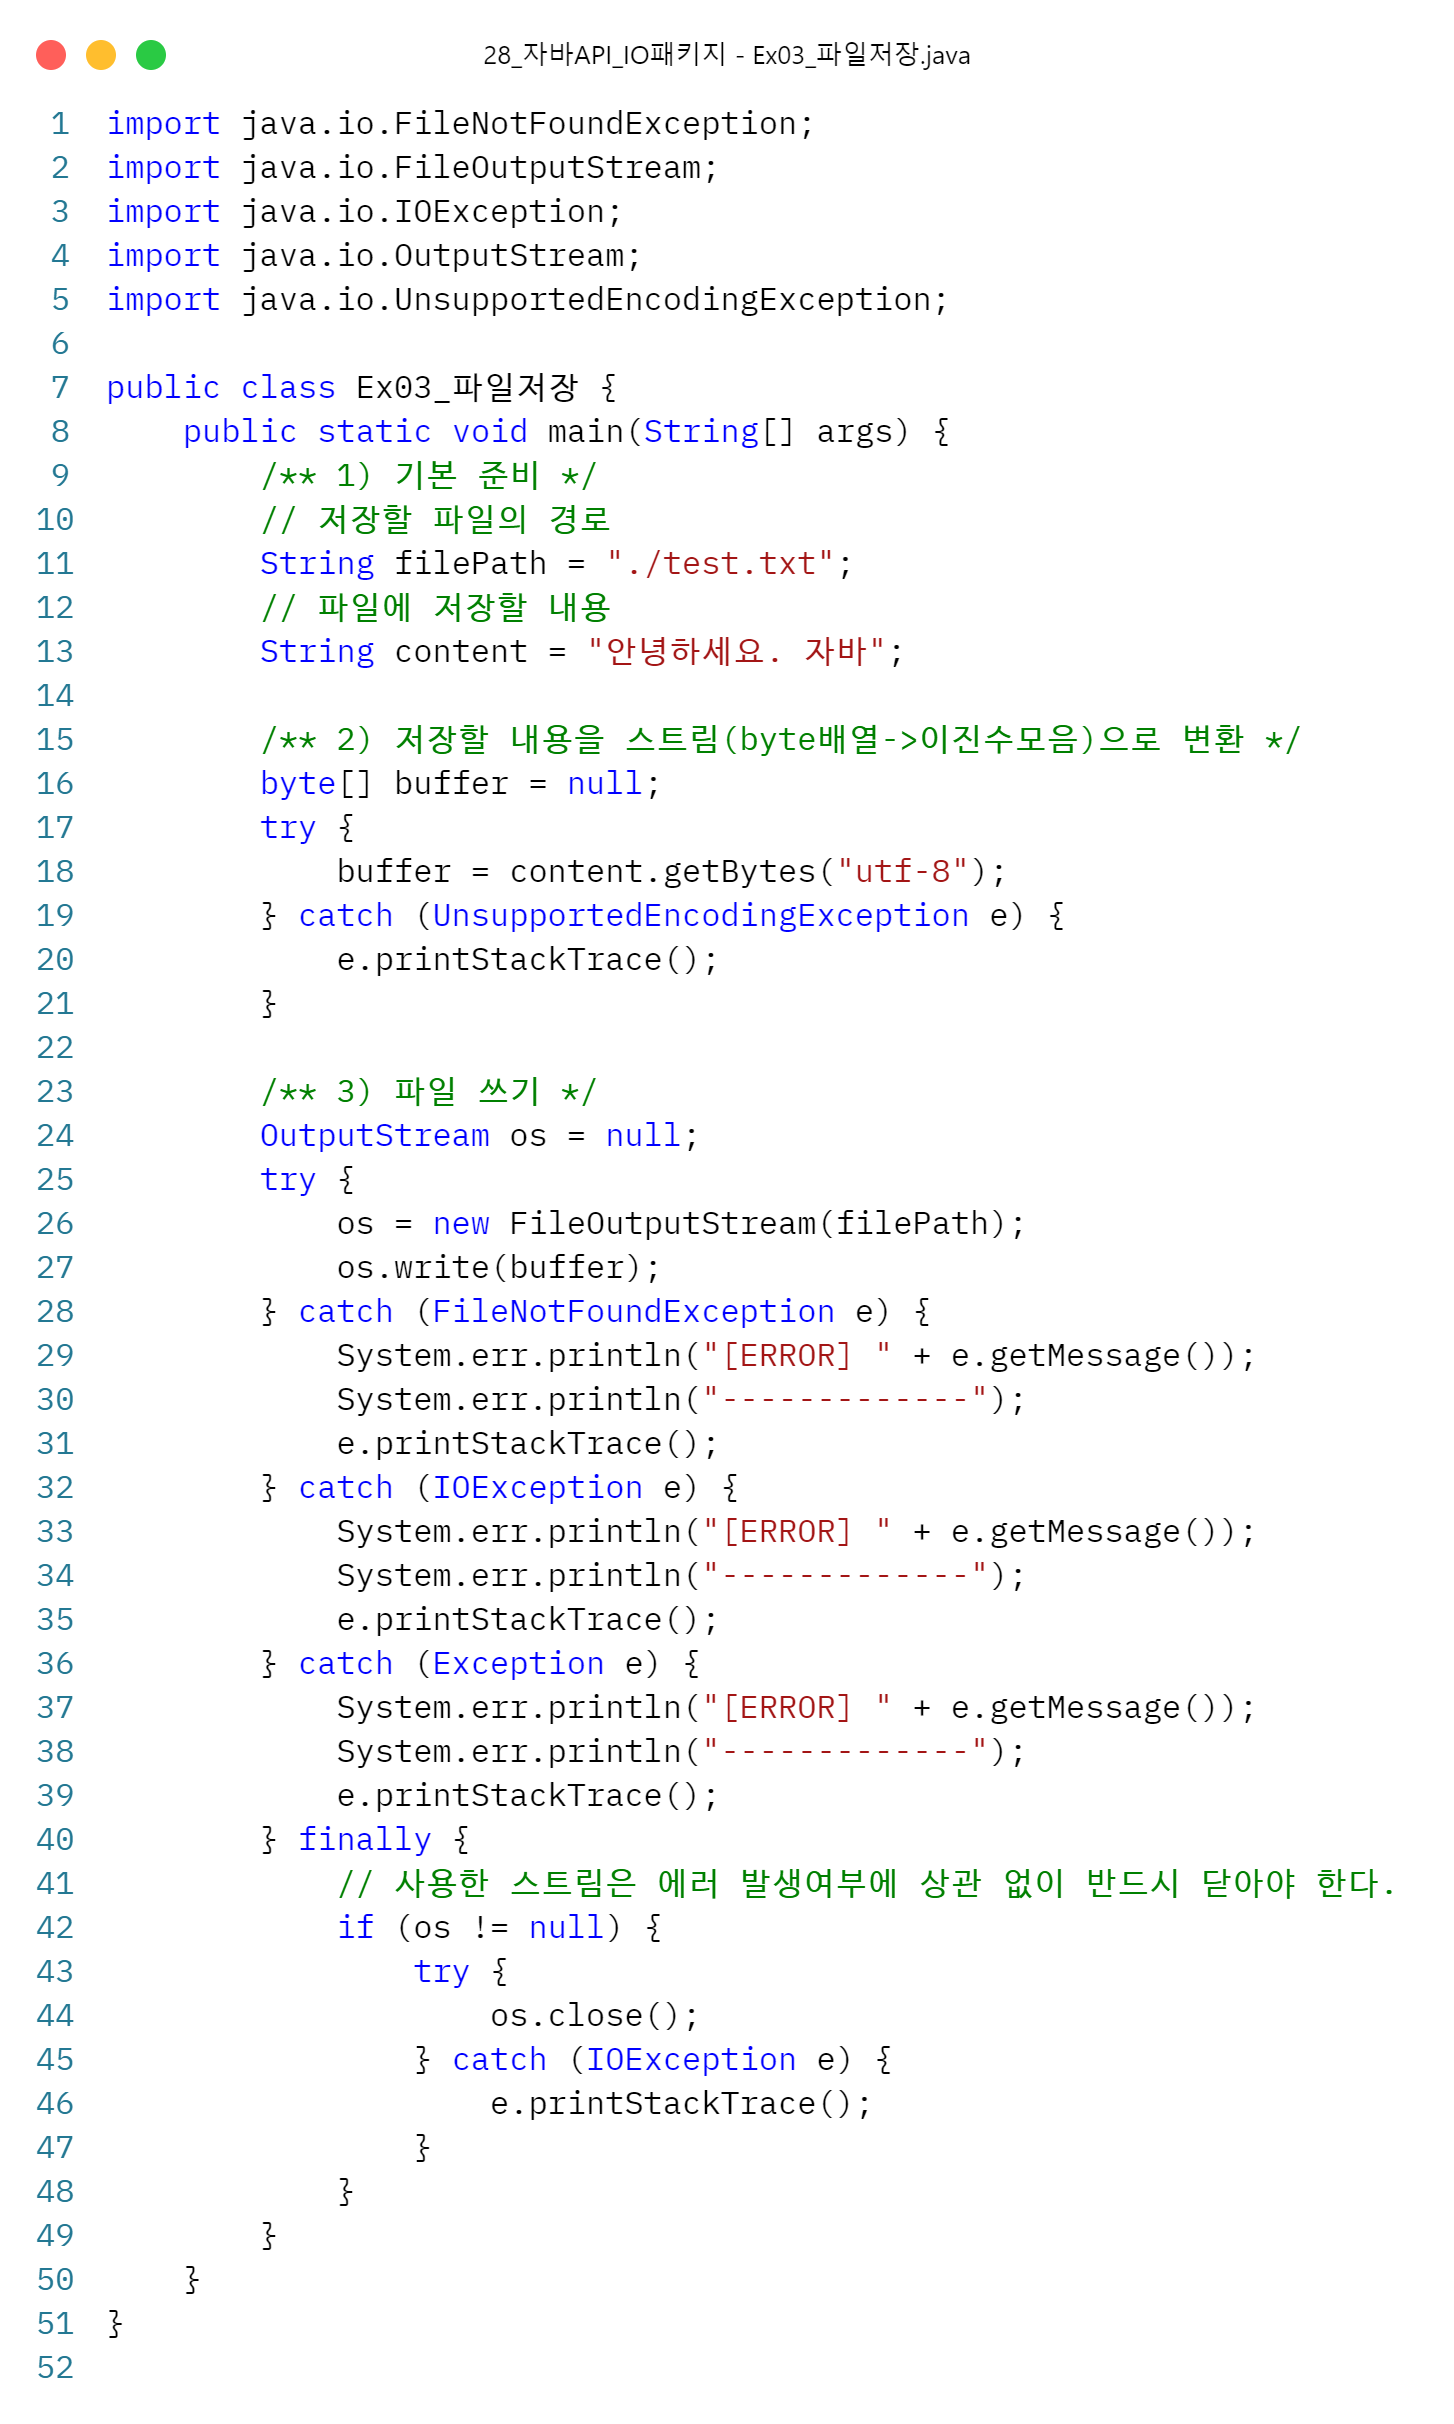 28_자바API_IO패키지 - Ex03_파일저장.java
1 import java.io.FileNotFoundException;
2 import java.io.FileOutputStream;
3 import java.io.IOException;
4 import java.io.OutputStream;
5 import java.io.UnsupportedEncodingException;
6
7 public class Ex03_파일저장 {
8     public static void main(String[] args) {
9         /** 1) 기본 준비 */
10         // 저장할 파일의 경로
11         String filePath = "./test.txt";
12         // 파일에 저장할 내용
13         String content = "안녕하세요. 자바";
14
15         /** 2) 저장할 내용을 스트림(byte배열->이진수모음)으로 변환 */
16         byte[] buffer = null;
17         try {
18             buffer = content.getBytes("utf-8");
19         } catch (UnsupportedEncodingException e) {
20             e.printStackTrace();
21         }
22
23         /** 3) 파일 쓰기 */
24         OutputStream os = null;
25         try {
26             os = new FileOutputStream(filePath);
27             os.write(buffer);
28         } catch (FileNotFoundException e) {
29             System.err.println("[ERROR] " + e.getMessage());
30             System.err.println("-------------");
31             e.printStackTrace();
32         } catch (IOException e) {
33             System.err.println("[ERROR] " + e.getMessage());
34             System.err.println("-------------");
35             e.printStackTrace();
36         } catch (Exception e) {
37             System.err.println("[ERROR] " + e.getMessage());
38             System.err.println("-------------");
39             e.printStackTrace();
40         } finally {
41             // 사용한 스트림은 에러 발생여부에 상관 없이 반드시 닫아야 한다.
42             if (os != null) {
43                 try {
44                     os.close();
45                 } catch (IOException e) {
46                     e.printStackTrace();
47                 }
48             }
49         }
50     }
51 }
52